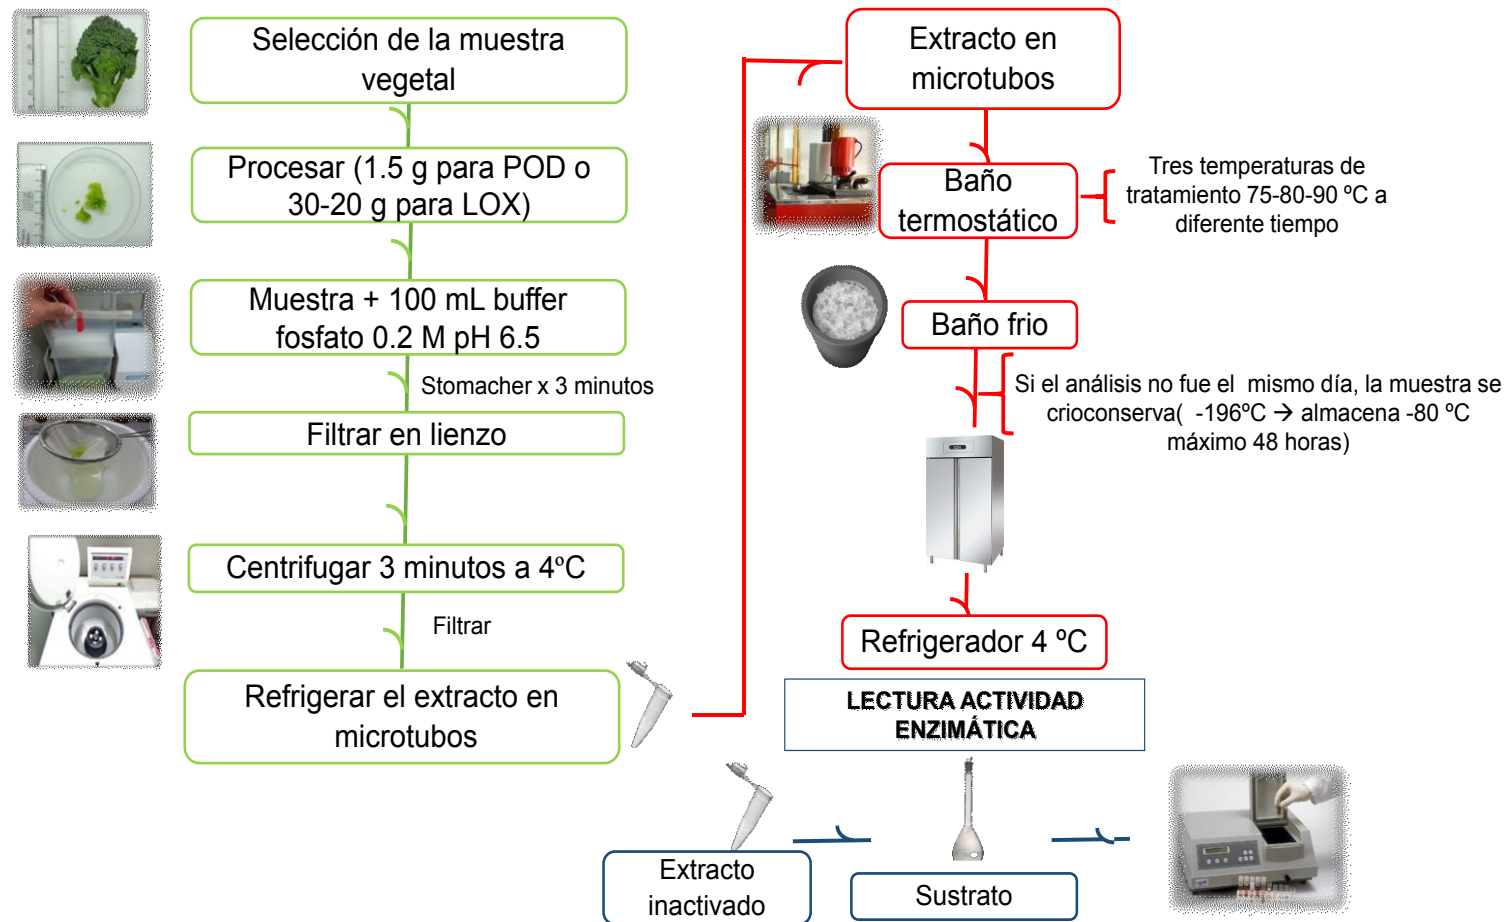 Selección de la muestra
vegetal
Procesar (1.5 g para POD o
30-20 g para LOX)
Muestra + 100 mL buffer
fosfato 0.2 M pH 6.5
Stomacher x 3 minutos
Filtrar en lienzo
Centrifugar 3 minutos a 4ºC
Filtrar
Refrigerar el extracto en
microtubos
Extracto en
microtubos
Baño
termostático
Tres temperaturas de
tratamiento 75-80-90 ºC a
diferente tiempo
Baño frio
Si el análisis no fue el mismo día, la muestra se
crioconserva( -196ºC → almacena -80 ºC
máximo 48 horas)
Refrigerador 4 ºC
LECTURA ACTIVIDAD
ENZIMÁTICA
Extracto
inactivado
Sustrato